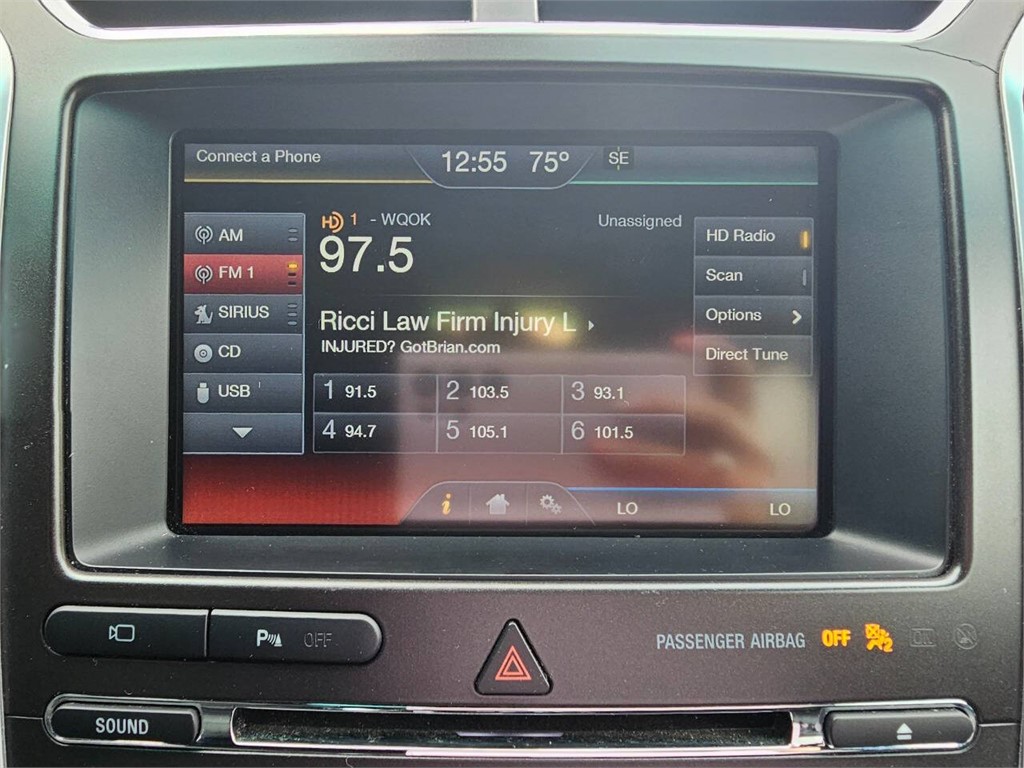 Connect a Phone
12:55 75°
SE
AM
FM 1
SIRIUS
CD
USB
HD 1 - WQOK
97.5
Unassigned
Ricci Law Firm Injury L
INJURED? GotBrian.com
1 91.5 2 103.5 3 93.1
4 94.7 5 105.1 6 101.5
HD Radio
Scan
Options
Direct Tune
i
LO LO
P OFF
PASSENGER AIRBAG OFF 2 ON
SOUND